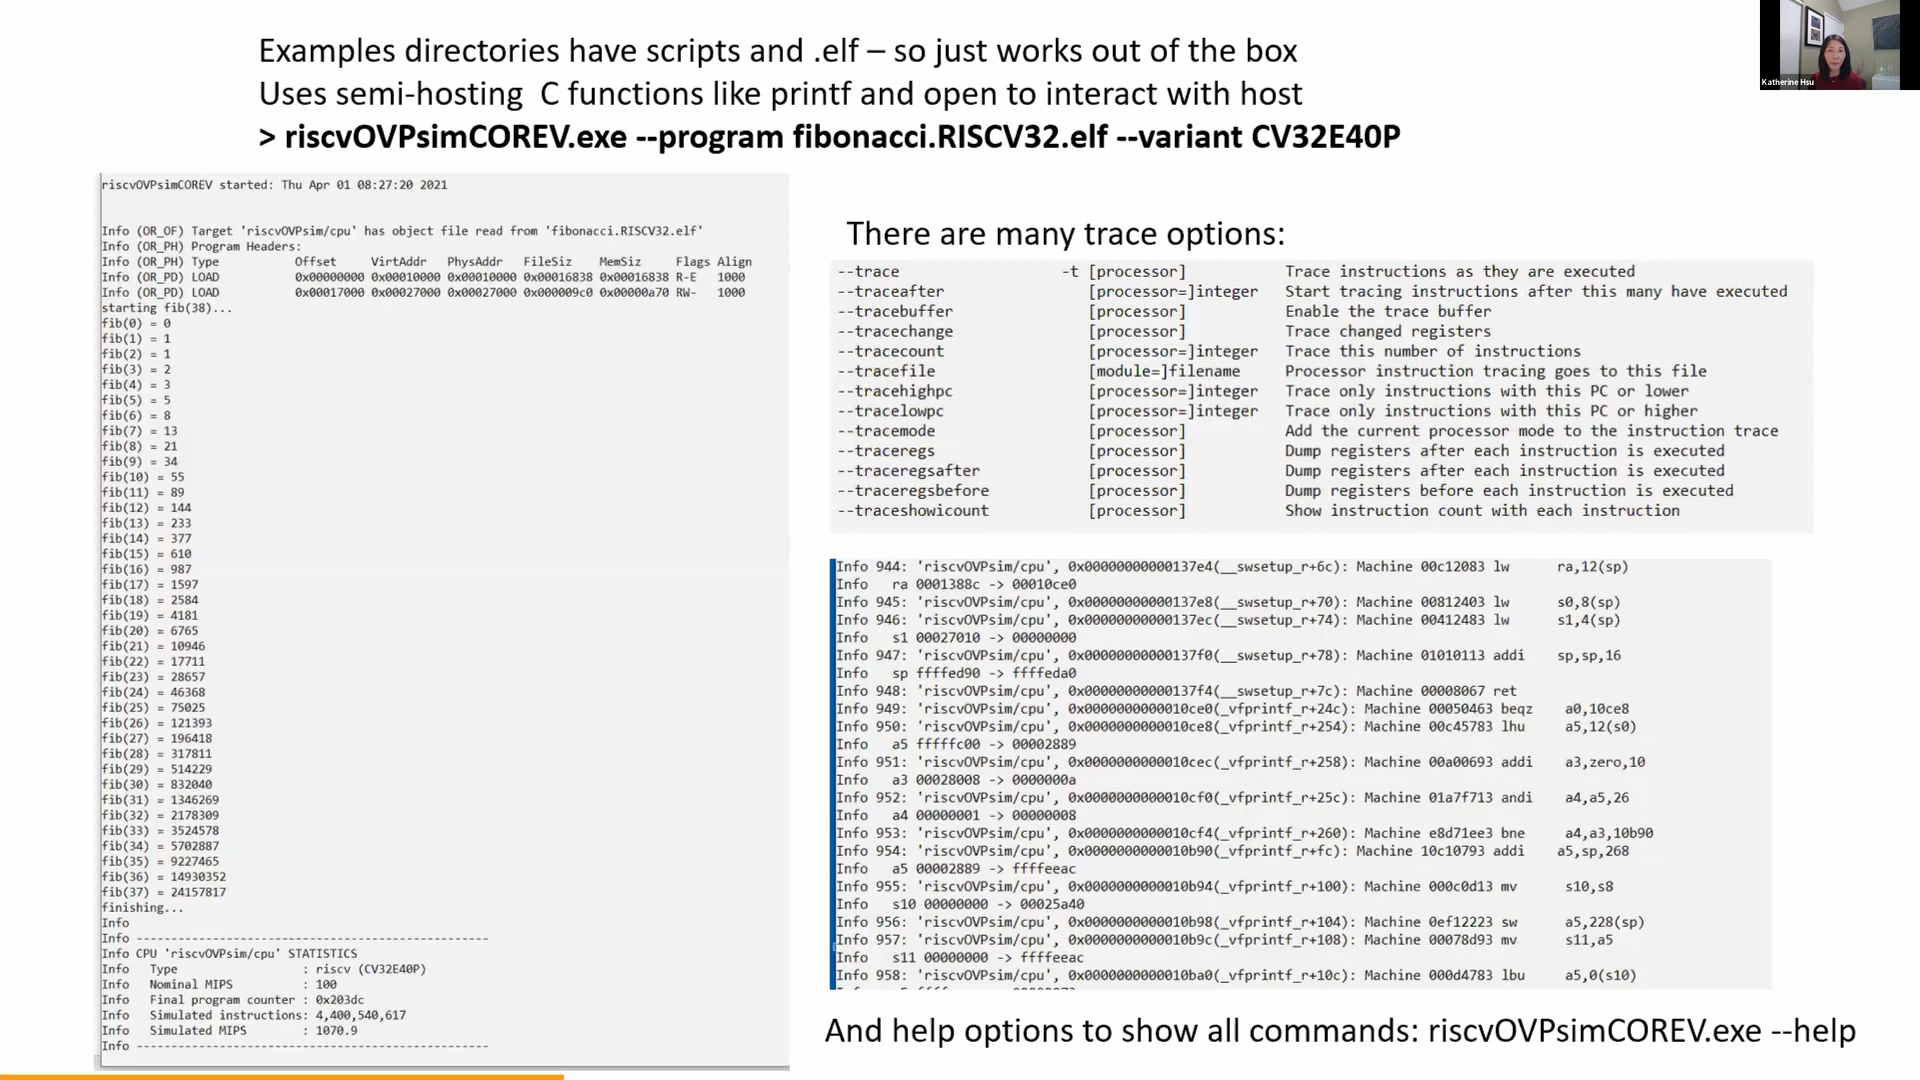 Examples directories have scripts and .elf – so just works out of the box
Uses semi-hosting  C functions like printf and open to interact with host
> riscvOVPsimCOREV.exe --program fibonacci.RISCV32.elf --variant CV32E40P
Katherine Hsu
riscvOVPsimCOREV started: Thu Apr 01 08:27:20 2021
Info (OR_OF) Target 'riscvOVPsim/cpu' has object file read from 'fibonacci.RISCV32.elf'
Info (OR_PH) Program Headers:
Info (OR_PH) Type          Offset     VirtAddr   PhysAddr   FileSiz    MemSiz     Flags Align
Info (OR_PD) LOAD          0x00000000 0x00010000 0x00010000 0x00016838 0x00016838 R-E   1000
Info (OR_PD) LOAD          0x00017000 0x00027000 0x00027000 0x000009c0 0x00000a70 RW-   1000
starting fib(38)...
fib(0) = 0
fib(1) = 1
fib(2) = 1
fib(3) = 2
fib(4) = 3
fib(5) = 5
fib(6) = 8
fib(7) = 13
fib(8) = 21
fib(9) = 34
fib(10) = 55
fib(11) = 89
fib(12) = 144
fib(13) = 233
fib(14) = 377
fib(15) = 610
fib(16) = 987
fib(17) = 1597
fib(18) = 2584
fib(19) = 4181
fib(20) = 6765
fib(21) = 10946
fib(22) = 17711
fib(23) = 28657
fib(24) = 46368
fib(25) = 75025
fib(26) = 121393
fib(27) = 196418
fib(28) = 317811
fib(29) = 514229
fib(30) = 832040
fib(31) = 1346269
fib(32) = 2178309
fib(33) = 3524578
fib(34) = 5702887
fib(35) = 9227465
fib(36) = 14930352
fib(37) = 24157817
finishing...
Info
Info ---------------------------------------------------
Info CPU 'riscvOVPsim/cpu' STATISTICS
Info   Type                  : riscv (CV32E40P)
Info   Nominal MIPS          : 100
Info   Final program counter : 0x203dc
Info   Simulated instructions: 4,400,540,617
Info   Simulated MIPS        : 1070.9
Info ---------------------------------------------------
There are many trace options:
--trace                  -t [processor]           Trace instructions as they are executed
--traceafter                [processor=]integer   Start tracing instructions after this many have executed
--tracebuffer               [processor]           Enable the trace buffer
--tracechange               [processor]           Trace changed registers
--tracecount                [processor=]integer   Trace this number of instructions
--tracefile                 [module=]filename     Processor instruction tracing goes to this file
--tracehighpc               [processor=]integer   Trace only instructions with this PC or lower
--tracelowpc                [processor=]integer   Trace only instructions with this PC or higher
--tracemode                 [processor]           Add the current processor mode to the instruction trace
--traceregs                 [processor]           Dump registers after each instruction is executed
--traceregsafter            [processor]           Dump registers after each instruction is executed
--traceregsbefore           [processor]           Dump registers before each instruction is executed
--traceshowicount           [processor]           Show instruction count with each instruction
Info 944: 'riscvOVPsim/cpu', 0x00000000000137e4(__swsetup_r+6c): Machine 00c12083 lw      ra,12(sp)
Info   ra 0001388c -> 00010ce0
Info 945: 'riscvOVPsim/cpu', 0x00000000000137e8(__swsetup_r+70): Machine 00812403 lw      s0,8(sp)
Info 946: 'riscvOVPsim/cpu', 0x00000000000137ec(__swsetup_r+74): Machine 00412483 lw      s1,4(sp)
Info   s1 00027010 -> 00000000
Info 947: 'riscvOVPsim/cpu', 0x00000000000137f0(__swsetup_r+78): Machine 01010113 addi    sp,sp,16
Info   sp ffffed90 -> ffffeda0
Info 948: 'riscvOVPsim/cpu', 0x00000000000137f4(__swsetup_r+7c): Machine 00008067 ret
Info 949: 'riscvOVPsim/cpu', 0x0000000000010ce0(_vfprintf_r+24c): Machine 00050463 beqz    a0,10ce8
Info 950: 'riscvOVPsim/cpu', 0x0000000000010ce8(_vfprintf_r+254): Machine 00c45783 lhu     a5,12(s0)
Info   a5 fffffc00 -> 00002889
Info 951: 'riscvOVPsim/cpu', 0x0000000000010cec(_vfprintf_r+258): Machine 00a00693 addi    a3,zero,10
Info   a3 00028008 -> 0000000a
Info 952: 'riscvOVPsim/cpu', 0x0000000000010cf0(_vfprintf_r+25c): Machine 01a7f713 andi    a4,a5,26
Info   a4 00000001 -> 00000008
Info 953: 'riscvOVPsim/cpu', 0x0000000000010cf4(_vfprintf_r+260): Machine e8d71ee3 bne     a4,a3,10b90
Info 954: 'riscvOVPsim/cpu', 0x0000000000010b90(_vfprintf_r+fc): Machine 10c10793 addi    a5,sp,268
Info   a5 00002889 -> ffffeeac
Info 955: 'riscvOVPsim/cpu', 0x0000000000010b94(_vfprintf_r+100): Machine 000c0d13 mv      s10,s8
Info   s10 00000000 -> 00025a40
Info 956: 'riscvOVPsim/cpu', 0x0000000000010b98(_vfprintf_r+104): Machine 0ef12223 sw      a5,228(sp)
Info 957: 'riscvOVPsim/cpu', 0x0000000000010b9c(_vfprintf_r+108): Machine 00078d93 mv      s11,a5
Info   s11 00000000 -> ffffeeac
Info 958: 'riscvOVPsim/cpu', 0x0000000000010ba0(_vfprintf_r+10c): Machine 000d4783 lbu     a5,0(s10)
And help options to show all commands: riscvOVPsimCOREV.exe --help